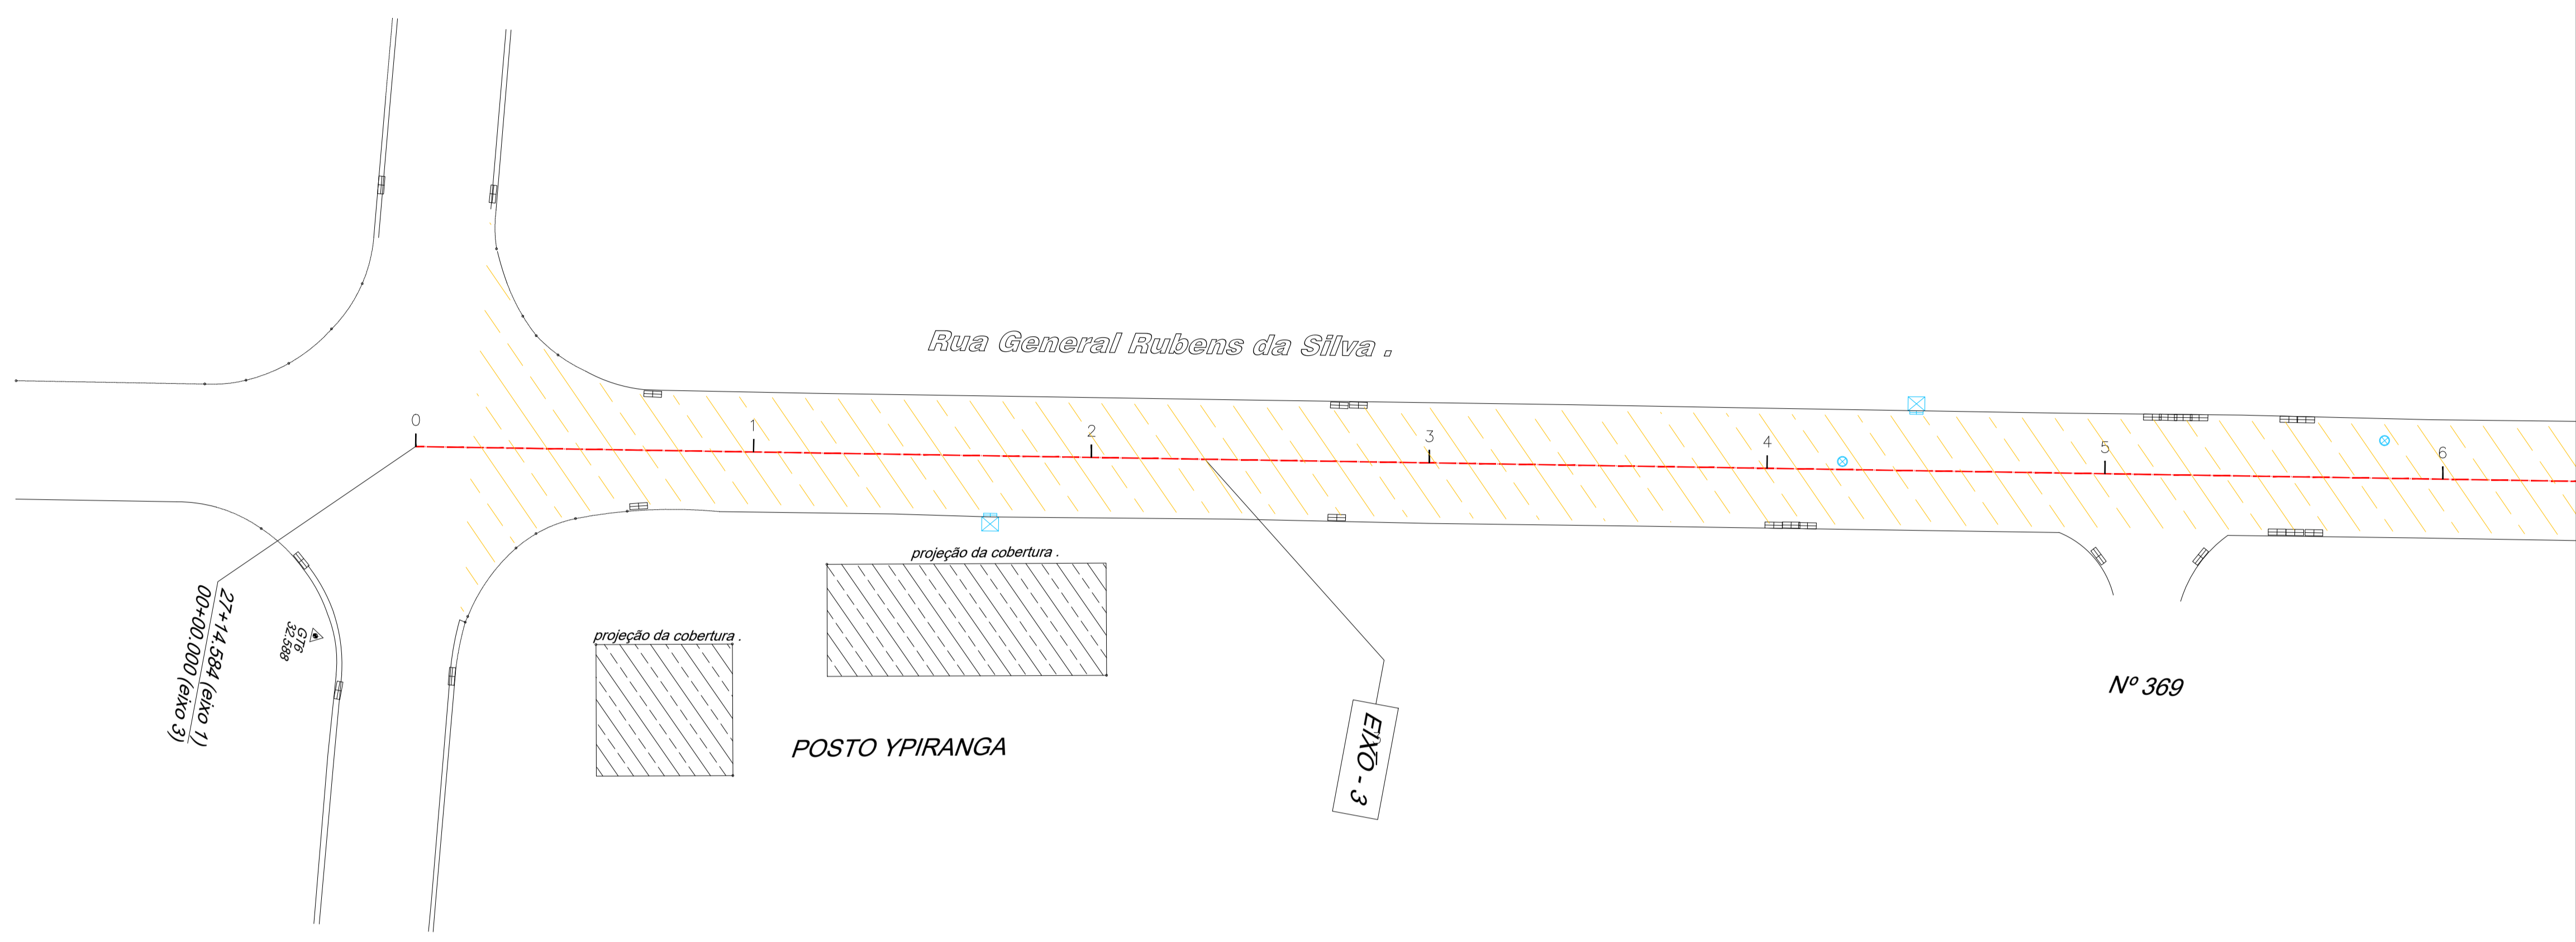 Rua General Rubens da Silva .
0
1
2
3
4
5
6
projeção da cobertura .
projeção da cobertura .
27+14.584 (eixo 1)
00+00.000 (eixo 3)
GT6
32.588
POSTO YPIRANGA
EIXO - 3
Nº 369